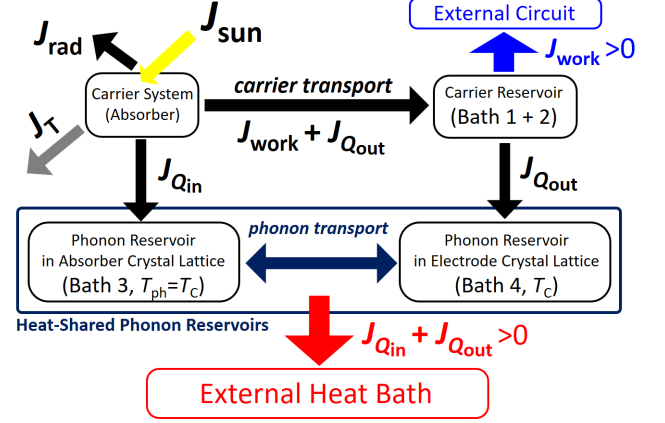 External Circuit
J_rad
J_sun
J_work >0
Carrier System
(Absorber)
carrier transport
Carrier Reservoir
(Bath 1 + 2)
J_T
J_work + J_Qout
J_Qin
J_Qout
phonon transport
Phonon Reservoir
in Absorber Crystal Lattice
(Bath 3, T_ph=T_C)
Phonon Reservoir
in Electrode Crystal Lattice
(Bath 4, T_C)
Heat-Shared Phonon Reservoirs
J_Qin + J_Qout >0
External Heat Bath